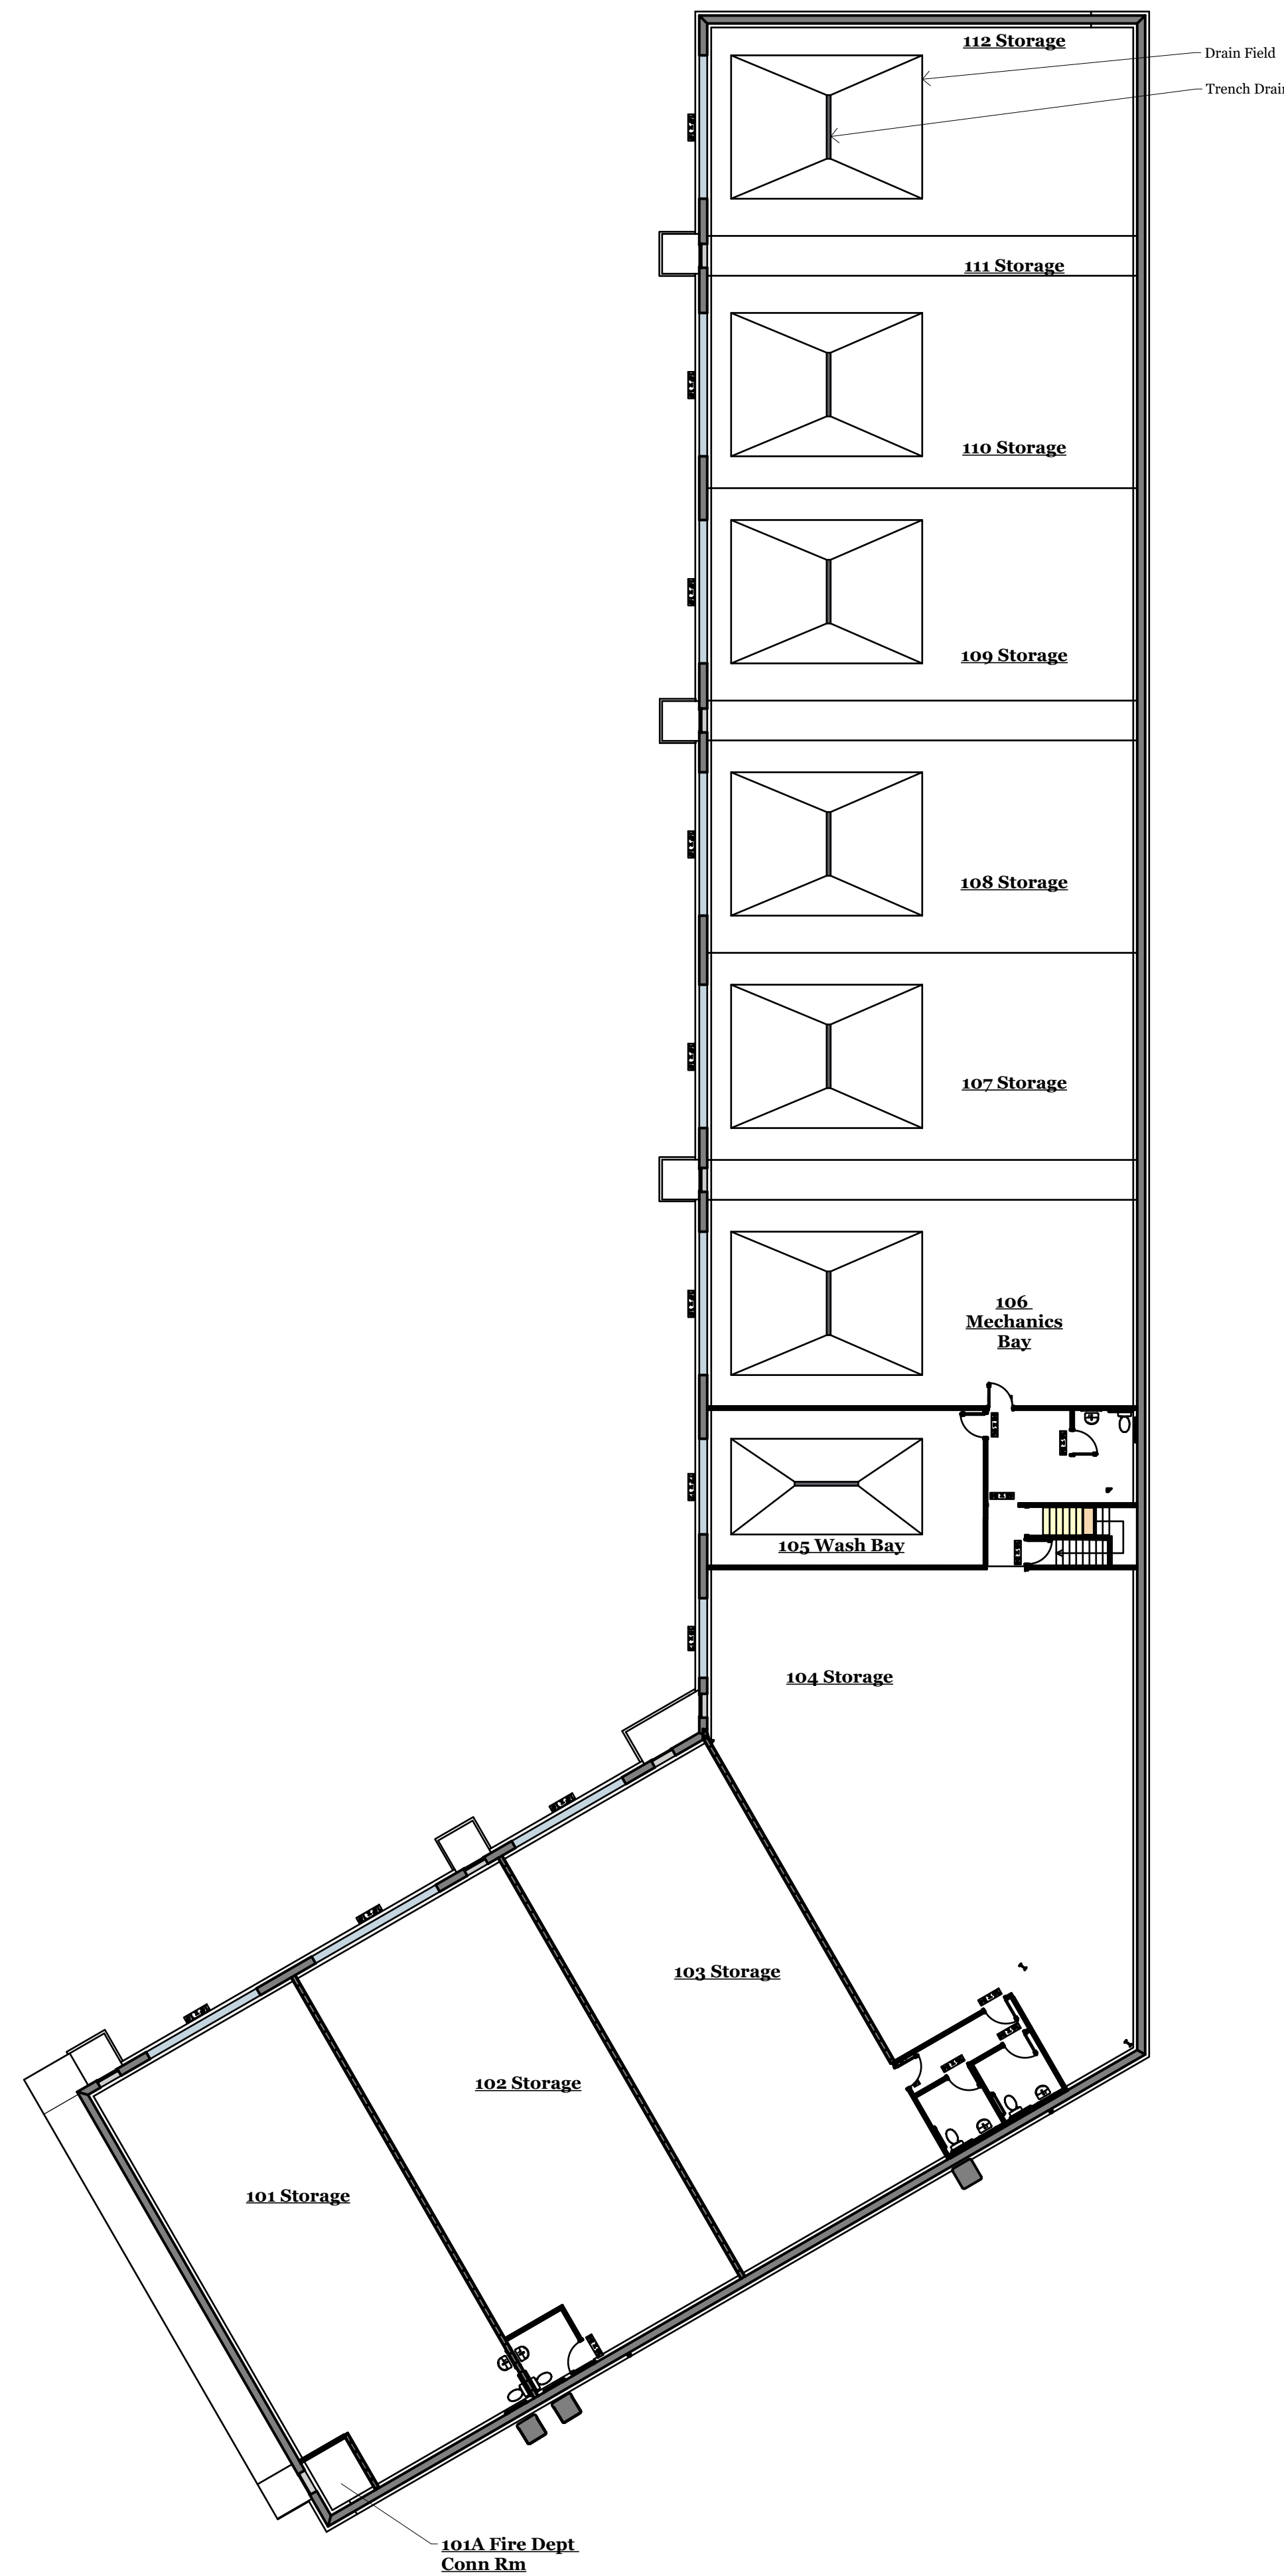 112 Storage
Drain Field
Trench Drai
111 Storage
110 Storage
109 Storage
108 Storage
107 Storage
106
Mechanics
Bay
105 Wash Bay
104 Storage
103 Storage
102 Storage
101 Storage
101A Fire Dept
Conn Rm